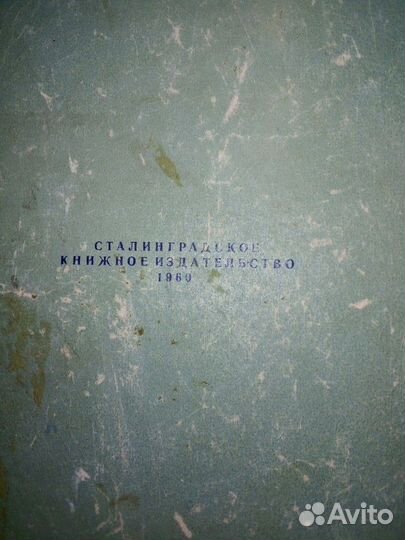 СТАЛИНГРАДСКОЕ
КНИЖНОЕ ИЗДАТЕЛЬСТВО
1960
Avito